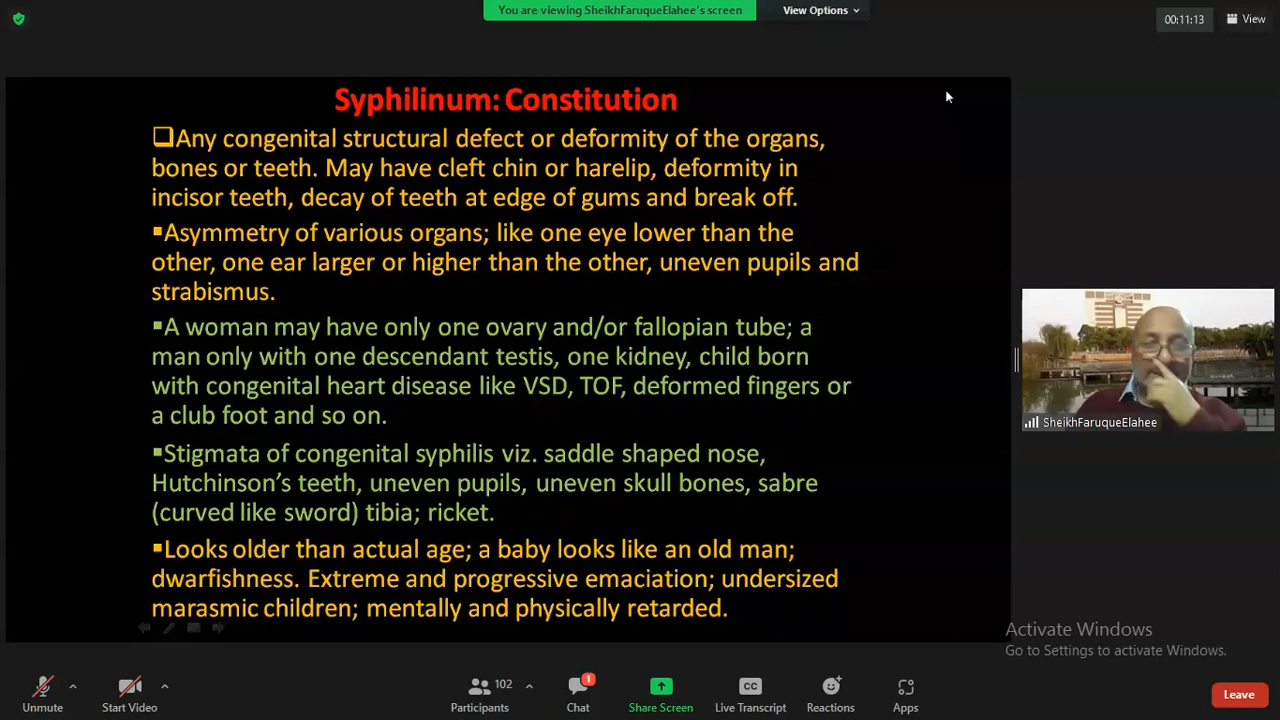 You are viewing SheikhFaruqueElahee's screen
View Options
00:11:13
View
Syphilinum: Constitution
❑Any congenital structural defect or deformity of the organs,
bones or teeth. May have cleft chin or harelip, deformity in
incisor teeth, decay of teeth at edge of gums and break off.
▪Asymmetry of various organs; like one eye lower than the
other, one ear larger or higher than the other, uneven pupils and
strabismus.
▪A woman may have only one ovary and/or fallopian tube; a
man only with one descendant testis, one kidney, child born
with congenital heart disease like VSD, TOF, deformed fingers or
a club foot and so on.
▪Stigmata of congenital syphilis viz. saddle shaped nose,
Hutchinson’s teeth, uneven pupils, uneven skull bones, sabre
(curved like sword) tibia; ricket.
▪Looks older than actual age; a baby looks like an old man;
dwarfishness. Extreme and progressive emaciation; undersized
marasmic children; mentally and physically retarded.
SheikhFaruqueElahee
Activate Windows
Go to Settings to activate Windows.
Unmute
Start Video
102
Participants
1
Chat
Share Screen
CC
Live Transcript
Reactions
Apps
Leave